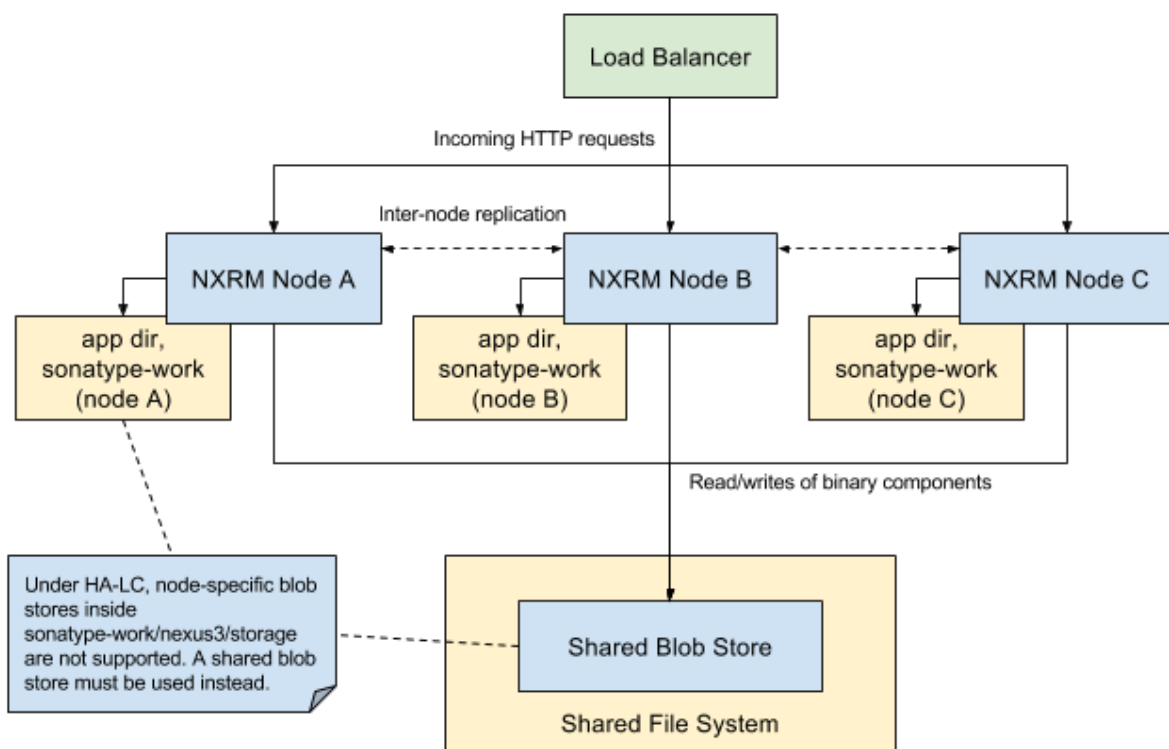 Load Balancer
Incoming HTTP requests
Inter-node replication
NXRM Node A
NXRM Node B
NXRM Node C
app dir,
sonatype-work
(node A)
app dir,
sonatype-work
(node B)
app dir,
sonatype-work
(node C)
Read/writes of binary components
Under HA-LC, node-specific blob
stores inside
sonatype-work/nexus3/storage
are not supported. A shared blob
store must be used instead.
Shared Blob Store
Shared File System